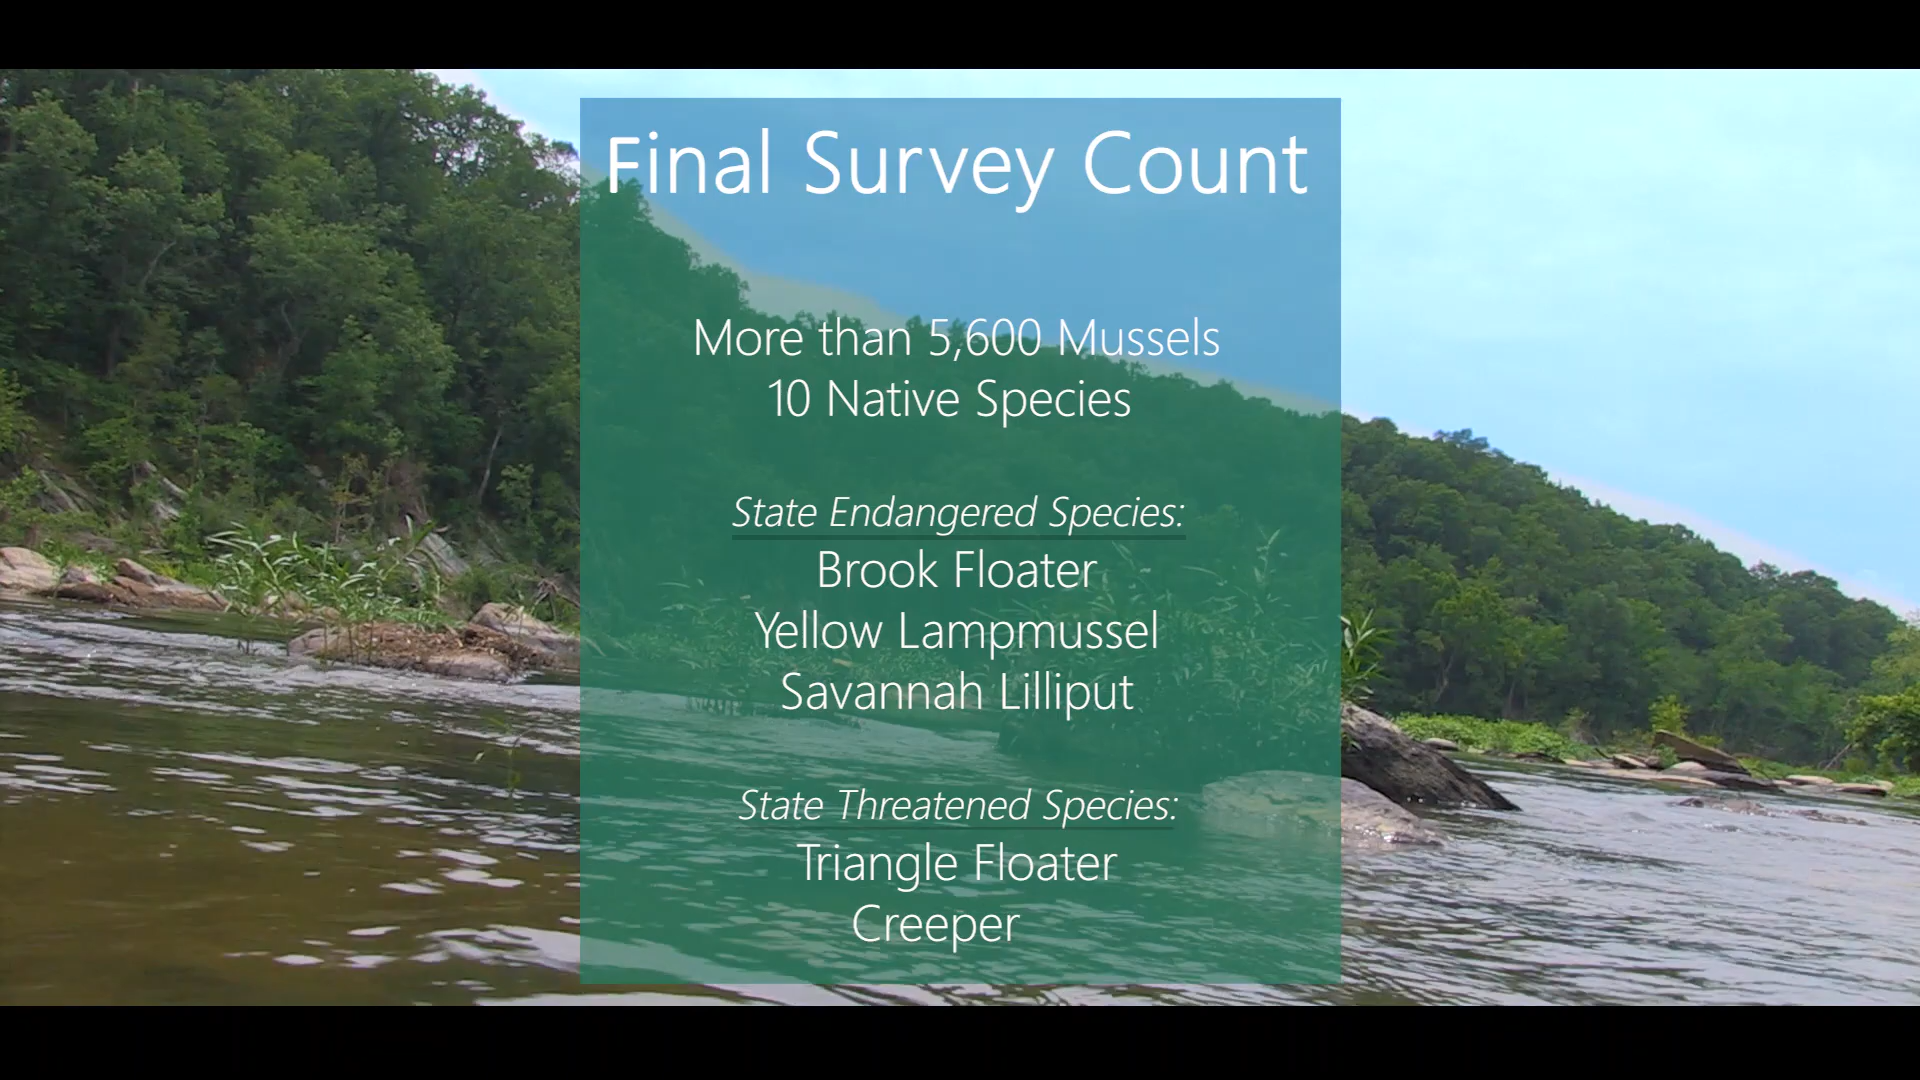 Final Survey Count
More than 5,600 Mussels
10 Native Species
State Endangered Species:
Brook Floater
Yellow Lampmussel
Savannah Lilliput
State Threatened Species:
Triangle Floater
Creeper